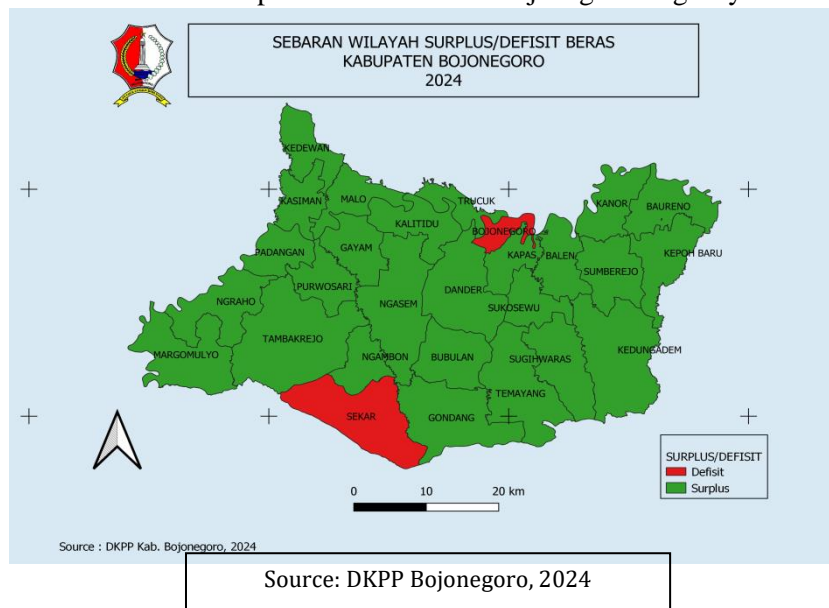 SEBARAN WILAYAH SURPLUS/DEFISIT BERAS
KABUPATEN BOJONEGORO
2024
KEDEWAN
KASIMAN
MALO
TRUCUK
KANOR
BAURENO
KALITIDU
BOJONEGORO
PADANGAN
GAYAM
KAPAS
BALEN
KEPOH BARU
SUMBEREJO
PURWOSARI
DANDER
NGRAHO
NGASEM
SUKOSEWU
TAMBAKREJO
KEDUNGADEM
MARGOMULYO
NGAMBON
BUBULAN
SUGIHWARAS
TEMAYANG
SEKAR
GONDANG
SURPLUS/DEFISIT
Defisit
Surplus
0 10 20 km
Source : DKPP Kab. Bojonegoro, 2024
Source: DKPP Bojonegoro, 2024